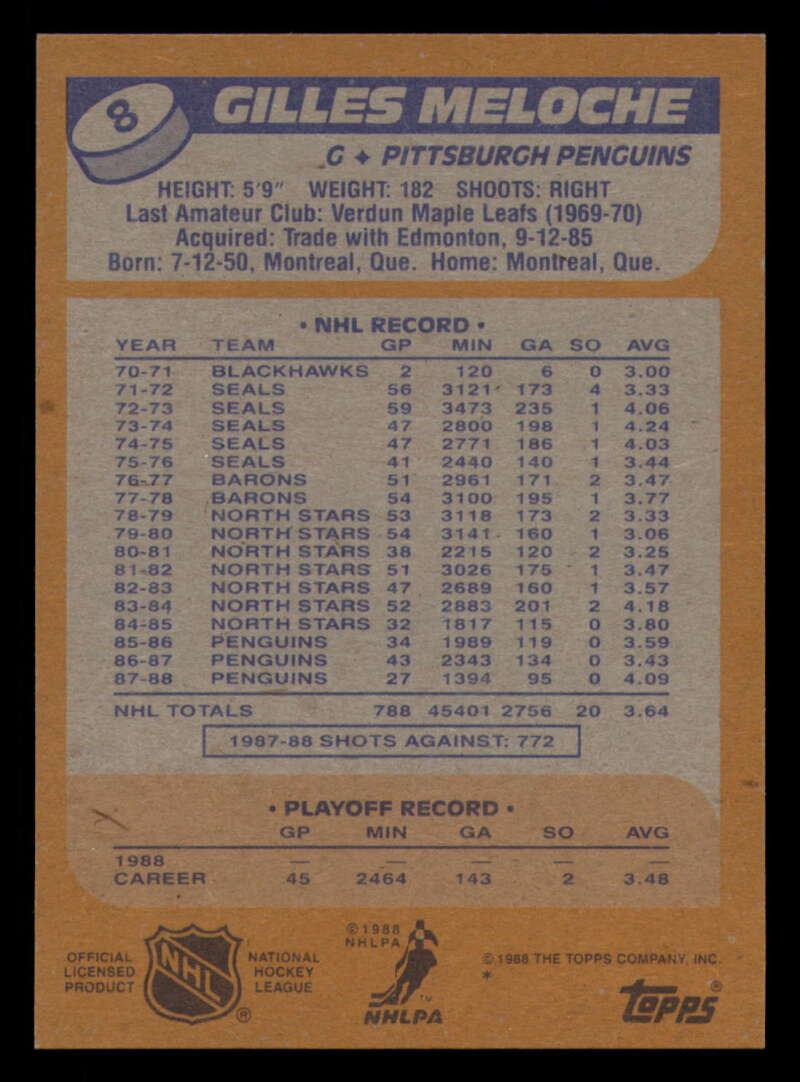 8
GILLES MELOCHE
G ✦ PITTSBURGH PENGUINS
HEIGHT: 5'9" WEIGHT: 182 SHOOTS: RIGHT
Last Amateur Club: Verdun Maple Leafs (1969-70)
Acquired: Trade with Edmonton, 9-12-85
Born: 7-12-50, Montreal, Que. Home: Montreal, Que.
• NHL RECORD •
YEAR TEAM GP MIN GA SO AVG
70-71 BLACKHAWKS 2 120 6 0 3.00
71-72 SEALS 56 3121 173 4 3.33
72-73 SEALS 59 3473 235 1 4.06
73-74 SEALS 47 2800 198 1 4.24
74-75 SEALS 47 2771 186 1 4.03
75-76 SEALS 41 2440 140 1 3.44
76-77 BARONS 51 2961 171 2 3.47
77-78 BARONS 54 3100 195 1 3.77
78-79 NORTH STARS 53 3118 173 2 3.33
79-80 NORTH STARS 54 3141 160 1 3.06
80-81 NORTH STARS 38 2215 120 2 3.25
81-82 NORTH STARS 51 3026 175 1 3.47
82-83 NORTH STARS 47 2689 160 1 3.57
83-84 NORTH STARS 52 2883 201 2 4.18
84-85 NORTH STARS 32 1817 115 0 3.80
85-86 PENGUINS 34 1989 119 0 3.59
86-87 PENGUINS 43 2343 134 0 3.43
87-88 PENGUINS 27 1394 95 0 4.09
NHL TOTALS 788 45401 2756 20 3.64
1987-88 SHOTS AGAINST: 772
• PLAYOFF RECORD •
GP MIN GA SO AVG
1988 — — — — —
CAREER 45 2464 143 2 3.48
OFFICIAL
LICENSED
PRODUCT
NHL
®
NATIONAL
HOCKEY
LEAGUE
©1988
NHLPA
TM
NHLPA
© 1988 THE TOPPS COMPANY, INC.
*
TOPPS®